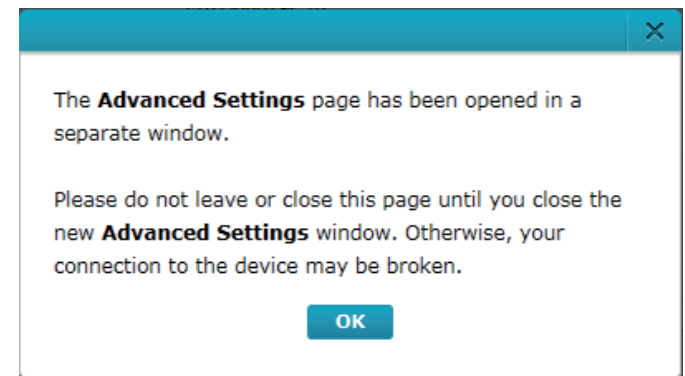 The Advanced Settings page has been opened in a
separate window.
Please do not leave or close this page until you close the
new Advanced Settings window. Otherwise, your
connection to the device may be broken.
OK